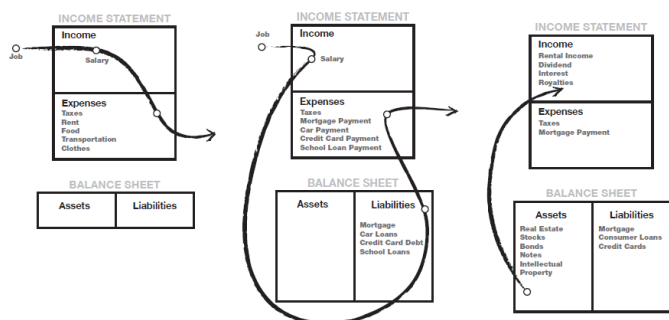 INCOME STATEMENT
Income
Job
Salary
Expenses
Taxes
Rent
Food
Transportation
Clothes
BALANCE SHEET
Assets
Liabilities
INCOME STATEMENT
Job
Income
Salary
Expenses
Taxes
Mortgage Payment
Car Payment
Credit Card Payment
School Loan Payment
BALANCE SHEET
Assets
Liabilities
Mortgage
Car Loans
Credit Card Debt
School Loans
INCOME STATEMENT
Income
Rental Income
Dividend
Interest
Royalties
Expenses
Taxes
Mortgage Payment
BALANCE SHEET
Assets
Real Estate
Stocks
Bonds
Notes
Intellectual
Property
Liabilities
Mortgage
Consumer Loans
Credit Cards